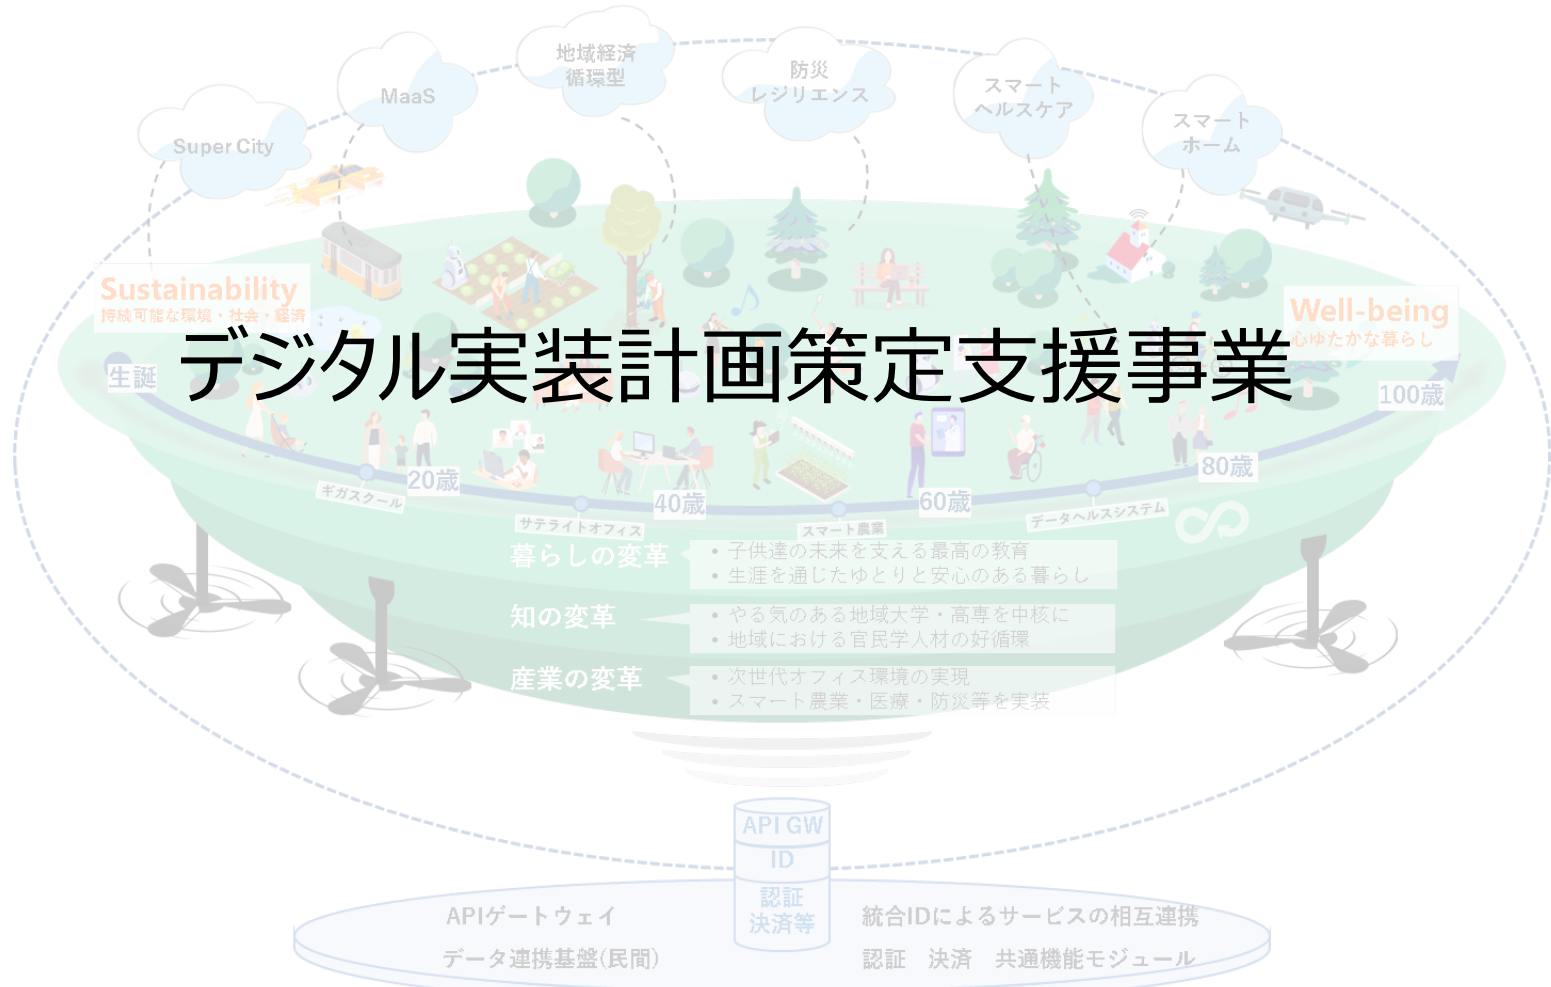 地域経済
循環型
防災
レジリエンス
MaaS
スマート
ヘルスケア
スマート
ホーム
Super City
Sustainability
持続可能な環境・社会・経済
Well-being
心ゆたかな暮らし
デジタル実装計画策定支援事業
生誕
100歳
20歳
40歳
60歳
80歳
ギガスクール
サテライトオフィス
スマート農業
データヘルスシステム
暮らしの変革
• 子供達の未来を支える最高の教育
• 生涯を通じたゆとりと安心のある暮らし
知の変革
• やる気のある地域大学・高専を中核に
• 地域における官民学人材の好循環
産業の変革
• 次世代オフィス環境の実現
• スマート農業・医療・防災等を実装
API GW
ID
認証
決済等
APIゲートウェイ
統合IDによるサービスの相互連携
データ連携基盤(民間)
認証　決済　共通機能モジュール